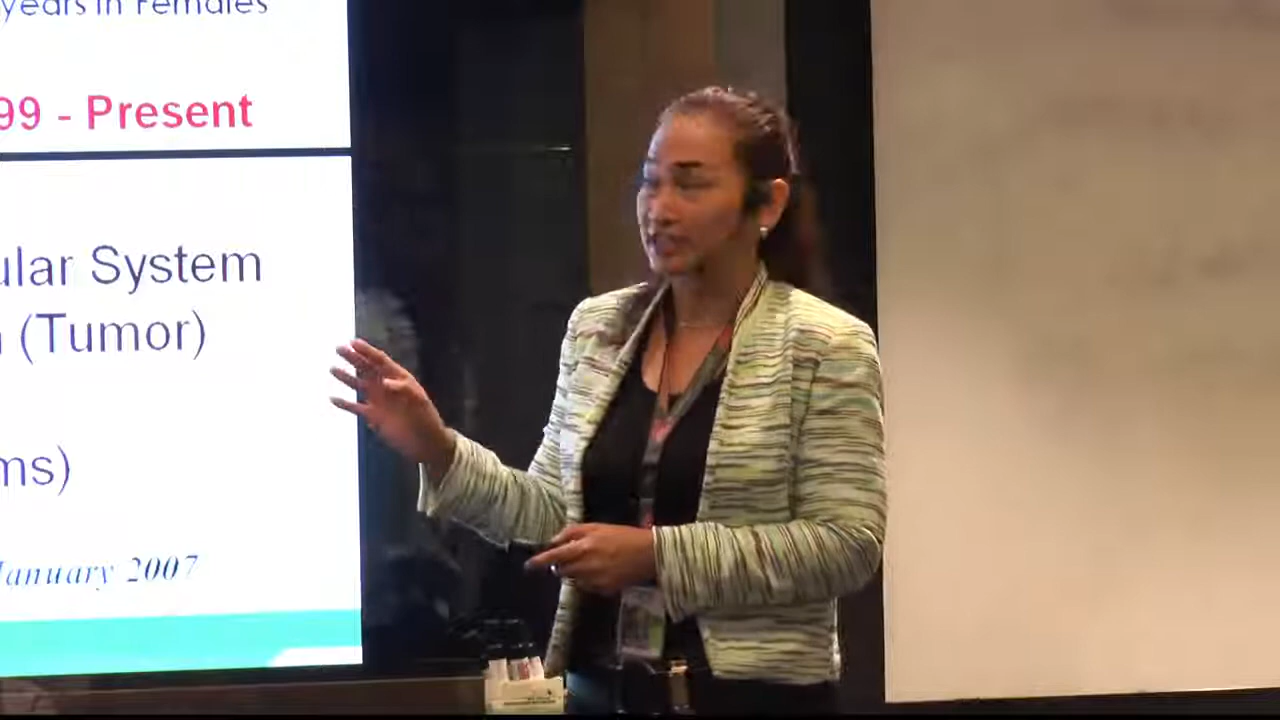 years in Females
99 - Present
ular System
(Tumor)
ms)
January 2007